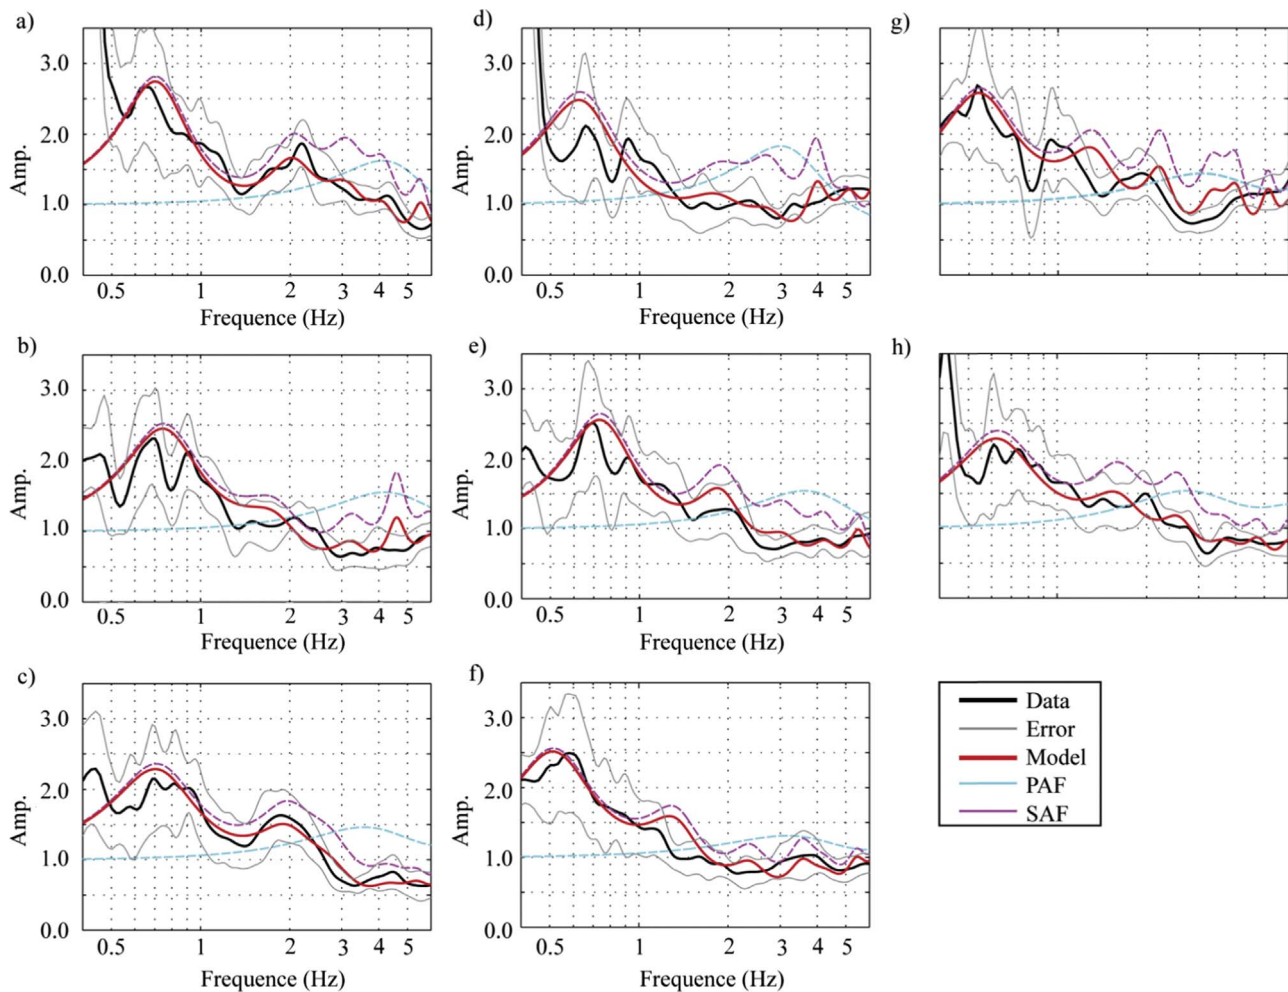 a)
3.0
2.0
1.0
0.0
Amp.
0.5 1 2 3 4 5
Frequence (Hz)
b)
3.0
2.0
1.0
0.0
Amp.
0.5 1 2 3 4 5
Frequence (Hz)
c)
3.0
2.0
1.0
0.0
Amp.
0.5 1 2 3 4 5
Frequence (Hz)
d)
3.0
2.0
1.0
0.0
Amp.
0.5 1 2 3 4 5
Frequence (Hz)
e)
3.0
2.0
1.0
0.0
Amp.
0.5 1 2 3 4 5
Frequence (Hz)
f)
3.0
2.0
1.0
0.0
Amp.
0.5 1 2 3 4 5
Frequence (Hz)
g)
h)
Data
Error
Model
PAF
SAF